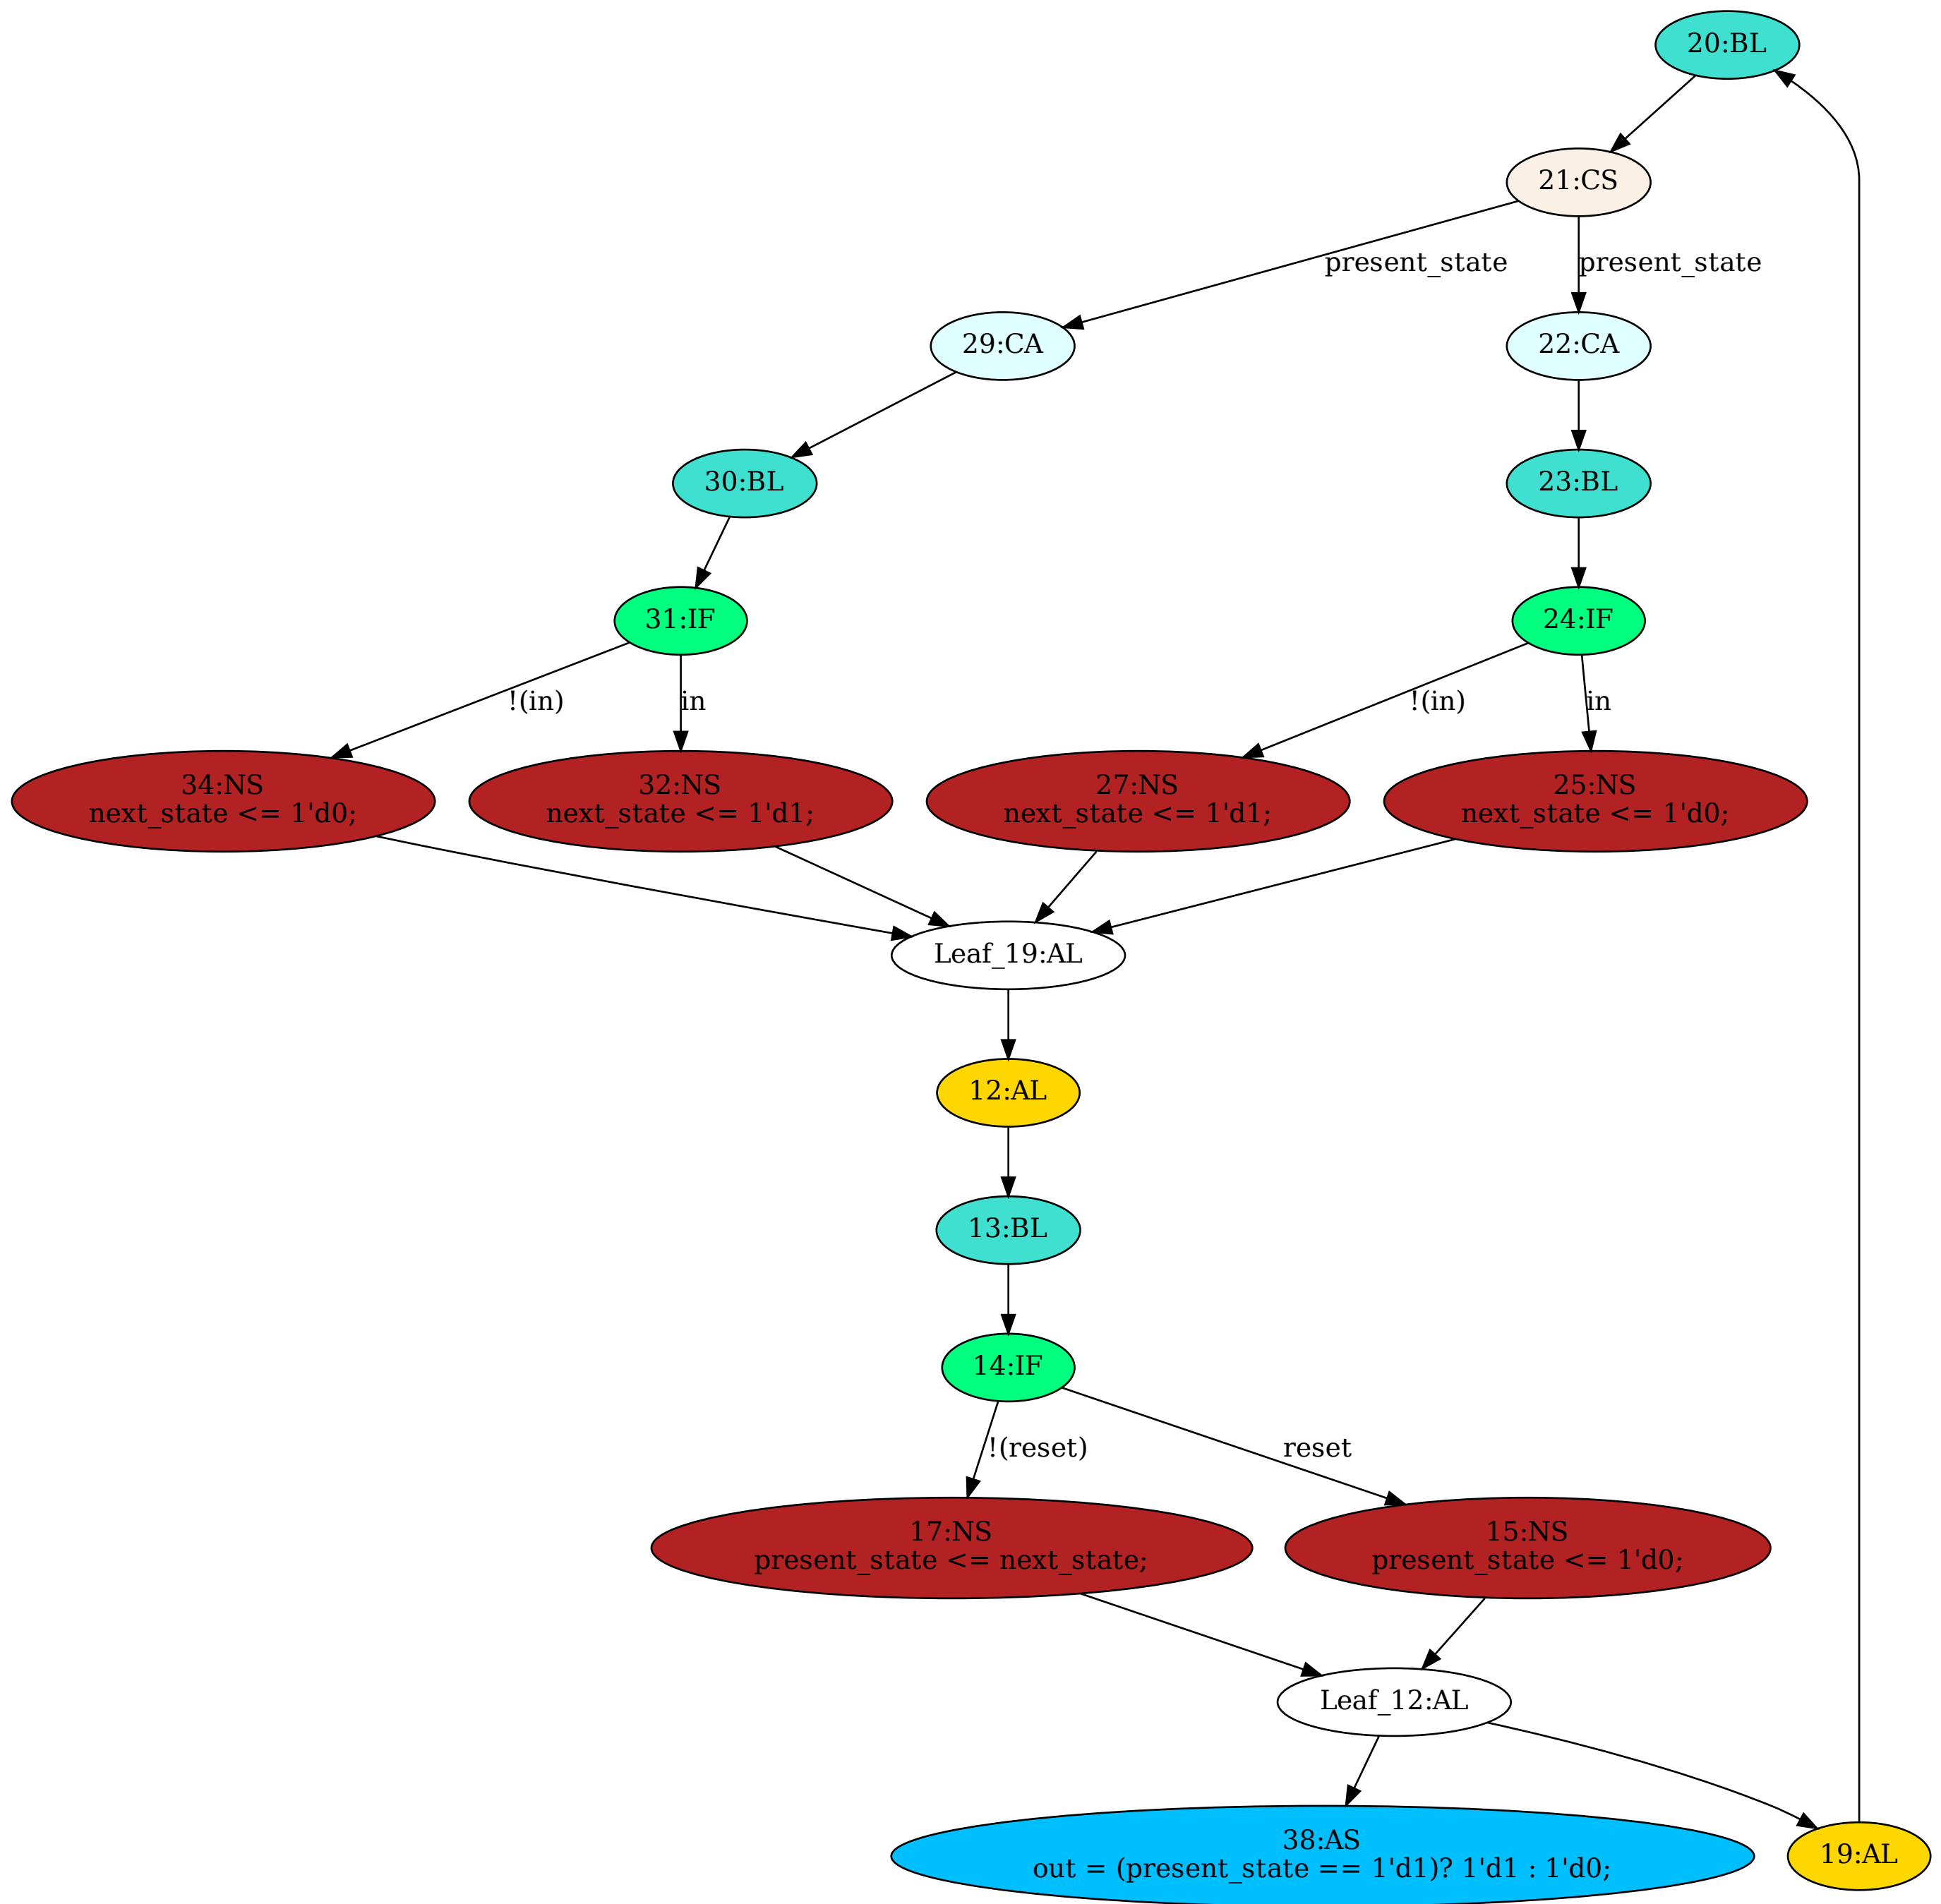 20:BL
21:CS
present_state
present_state
29:CA
22:CA
30:BL
23:BL
31:IF
24:IF
!(in)
in
!(in)
in
34:NS
next_state <= 1'd0;
32:NS
next_state <= 1'd1;
27:NS
next_state <= 1'd1;
25:NS
next_state <= 1'd0;
Leaf_19:AL
12:AL
13:BL
14:IF
!(reset)
reset
17:NS
present_state <= next_state;
15:NS
present_state <= 1'd0;
Leaf_12:AL
38:AS
out = (present_state == 1'd1)? 1'd1 : 1'd0;
19:AL